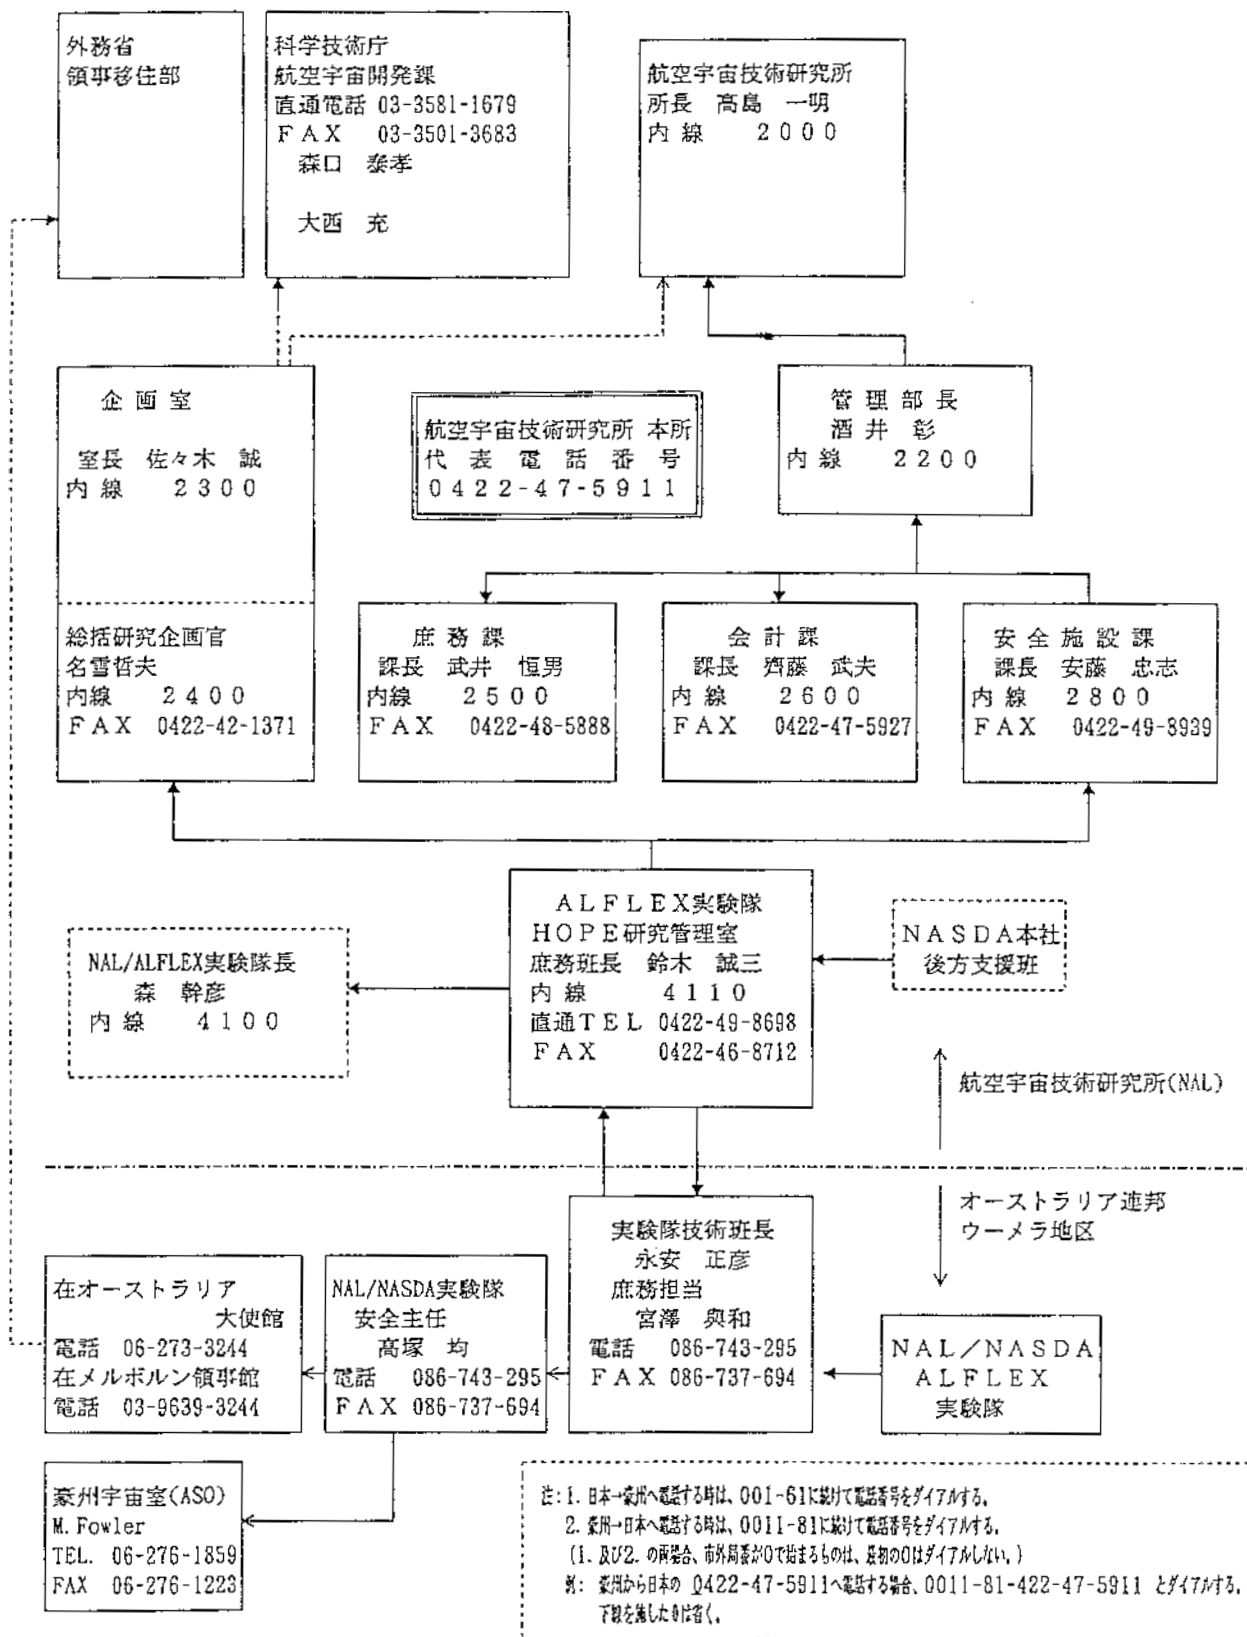 外務省
領事移住部
科学技術庁
航空宇宙開発課
直通電話 03-3581-1679
FAX 03-3501-3683
森口 泰孝
大西 充
航空宇宙技術研究所
所長 高島 一明
内線 2000
企画室
室長 佐々木 誠
内線 2300
航空宇宙技術研究所 本所
代表電話番号
0422-47-5911
管理部長
酒井 彰
内線 2200
総括研究企画官
名雪哲夫
内線 2400
FAX 0422-42-1371
庶務課
課長 武井 恒男
内線 2500
FAX 0422-48-5888
会計課
課長 齊藤 武夫
内線 2600
FAX 0422-47-5927
安全施設課
課長 安藤 忠志
内線 2800
FAX 0422-49-8939
NAL/ALFLEX実験隊長
森 幹彦
内線 4100
ALFLEX実験隊
HOPE研究管理室
庶務班長 鈴木 誠三
内線 4110
直通TEL 0422-49-8698
FAX 0422-46-8712
NASDA本社
後方支援班
航空宇宙技術研究所(NAL)
オーストラリア連邦
ウーメラ地区
在オーストラリア
大使館
電話 06-273-3244
在メルボルン領事館
電話 03-9639-3244
NAL/NASDA実験隊
安全主任
高塚 均
電話 086-743-295
FAX 086-737-694
実験隊技術班長
永安 正彦
庶務担当
宮澤 與和
電話 086-743-295
FAX 086-737-694
NAL/NASDA
ALFLEX
実験隊
豪州宇宙室(ASO)
M.Fowler
TEL. 06-276-1859
FAX 06-276-1223
注:1. 日本→豪州へ電話する時は、001-61に続けて電話番号をダイアルする。
2. 豪州→日本へ電話する時は、0011-81に続けて電話番号をダイアルする。
(1. 及び2. の両場合、市外局番が0で始まるものは、最初の0はダイアルしない。)
例: 豪州から日本の 0422-47-5911へ電話する場合、0011-81-422-47-5911 とダイアルする。
下線を施した0は省く。